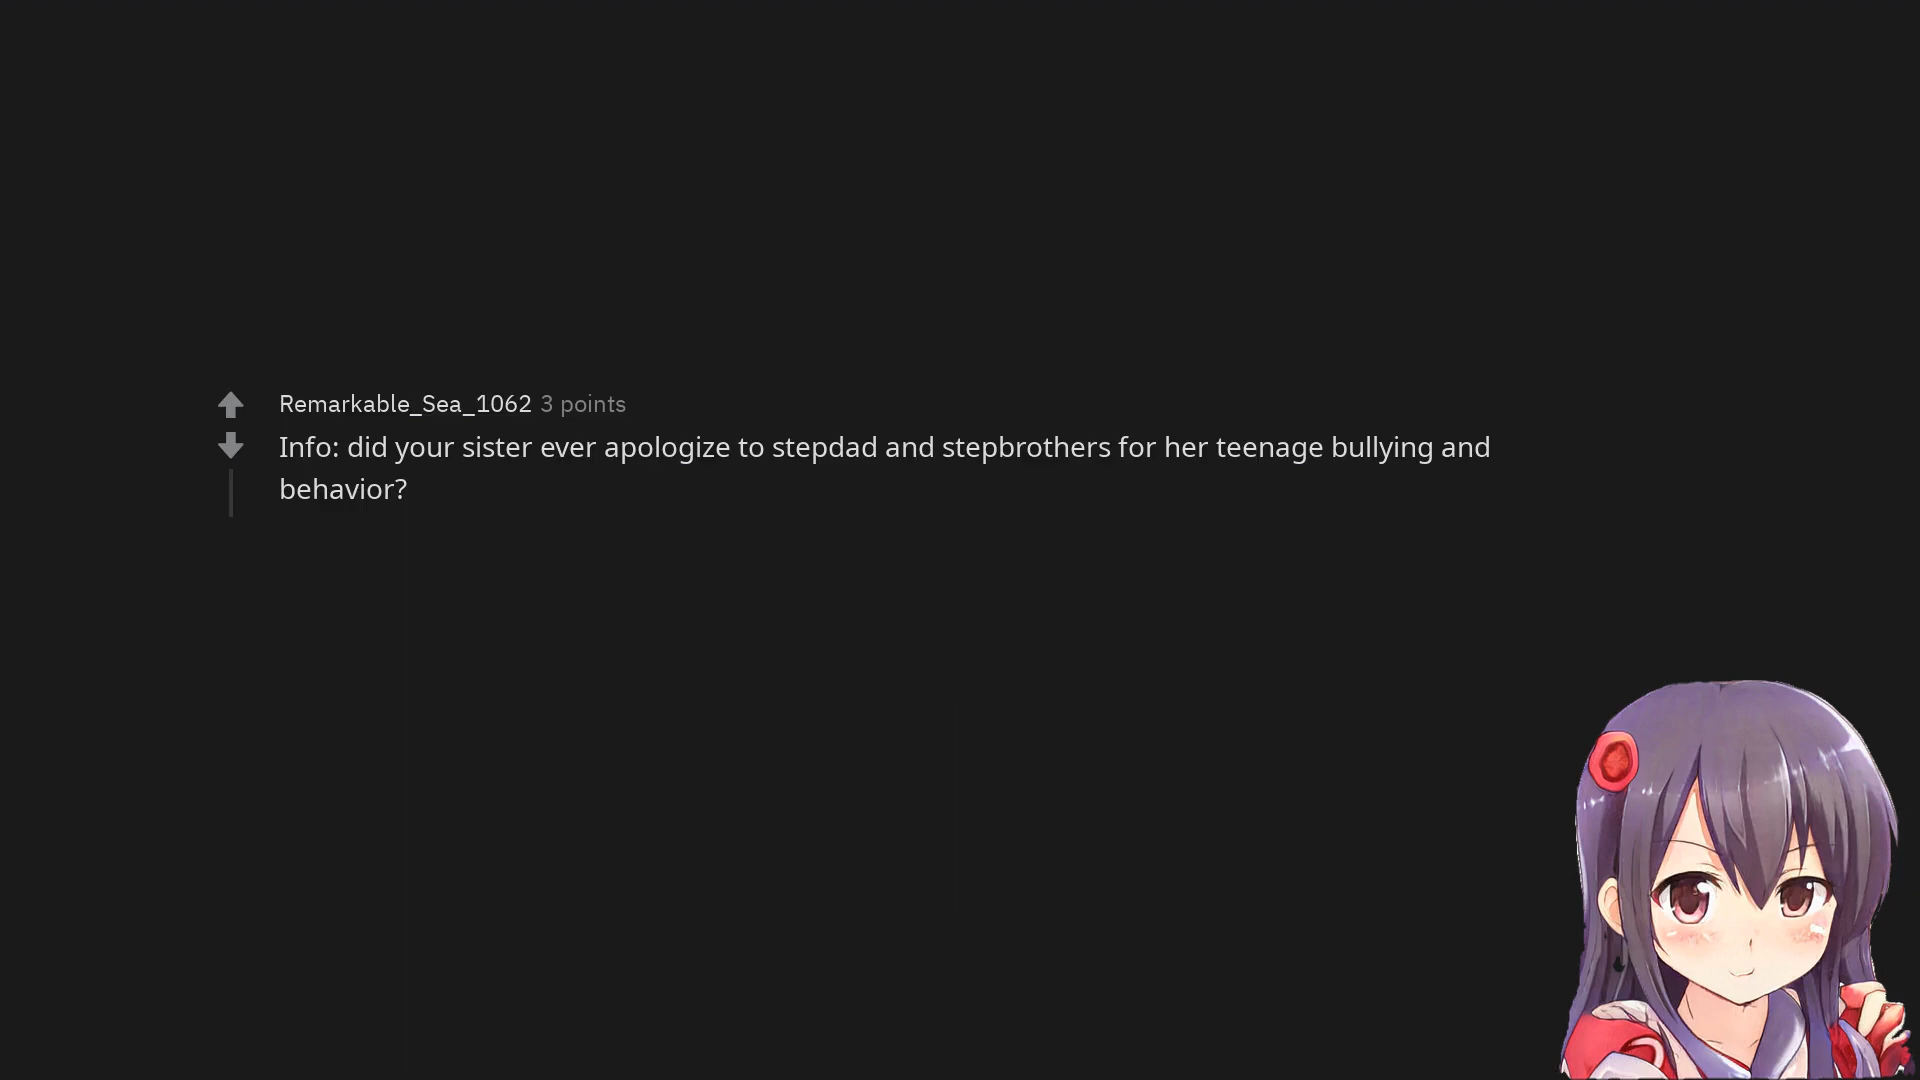 Remarkable_Sea_1062 3 points
Info: did your sister ever apologize to stepdad and stepbrothers for her teenage bullying and
behavior?